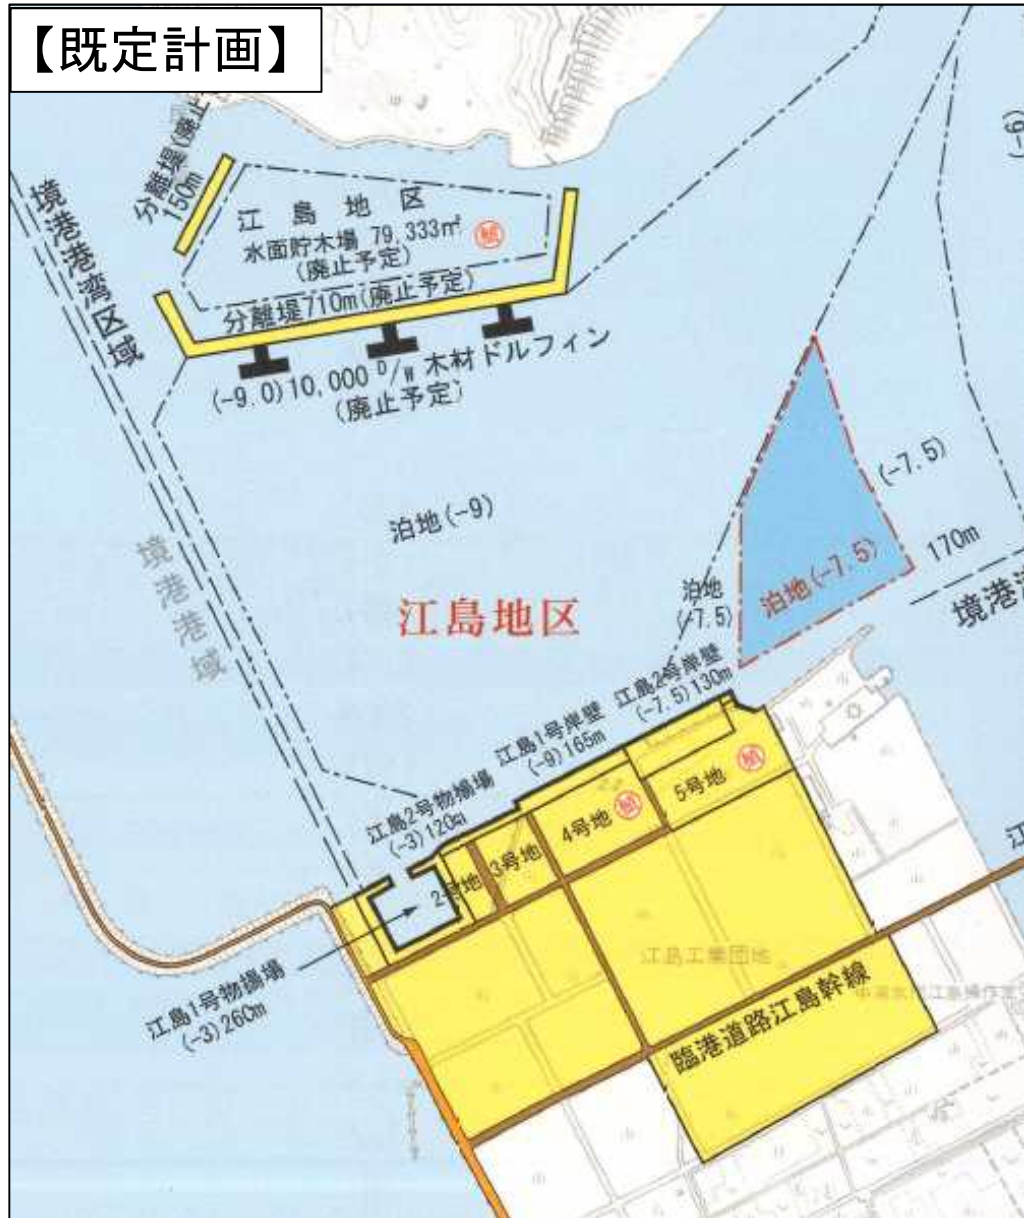 【既定計画】
分離堤(廃止
150m
(-9)
境港港湾区域
江島地区
水面貯木場 79,333㎡
(廃止予定)
分離堤710m(廃止予定)
(-9.0)10,000 D/W 木材ドルフィン
(廃止予定)
泊地(-9)
(-7.5)
170m
泊地(-7.5)
泊地
(-7.5)
境港港域
境港港
江島地区
江島2号岸壁
(-7.5)130m
江島1号岸壁
(-9)165m
江島2号物揚場
(-3)120m
5号地
4号地
3号地
2号地
江島1号物揚場
(-3)260m
江島工業団地
臨港道路江島幹線
江